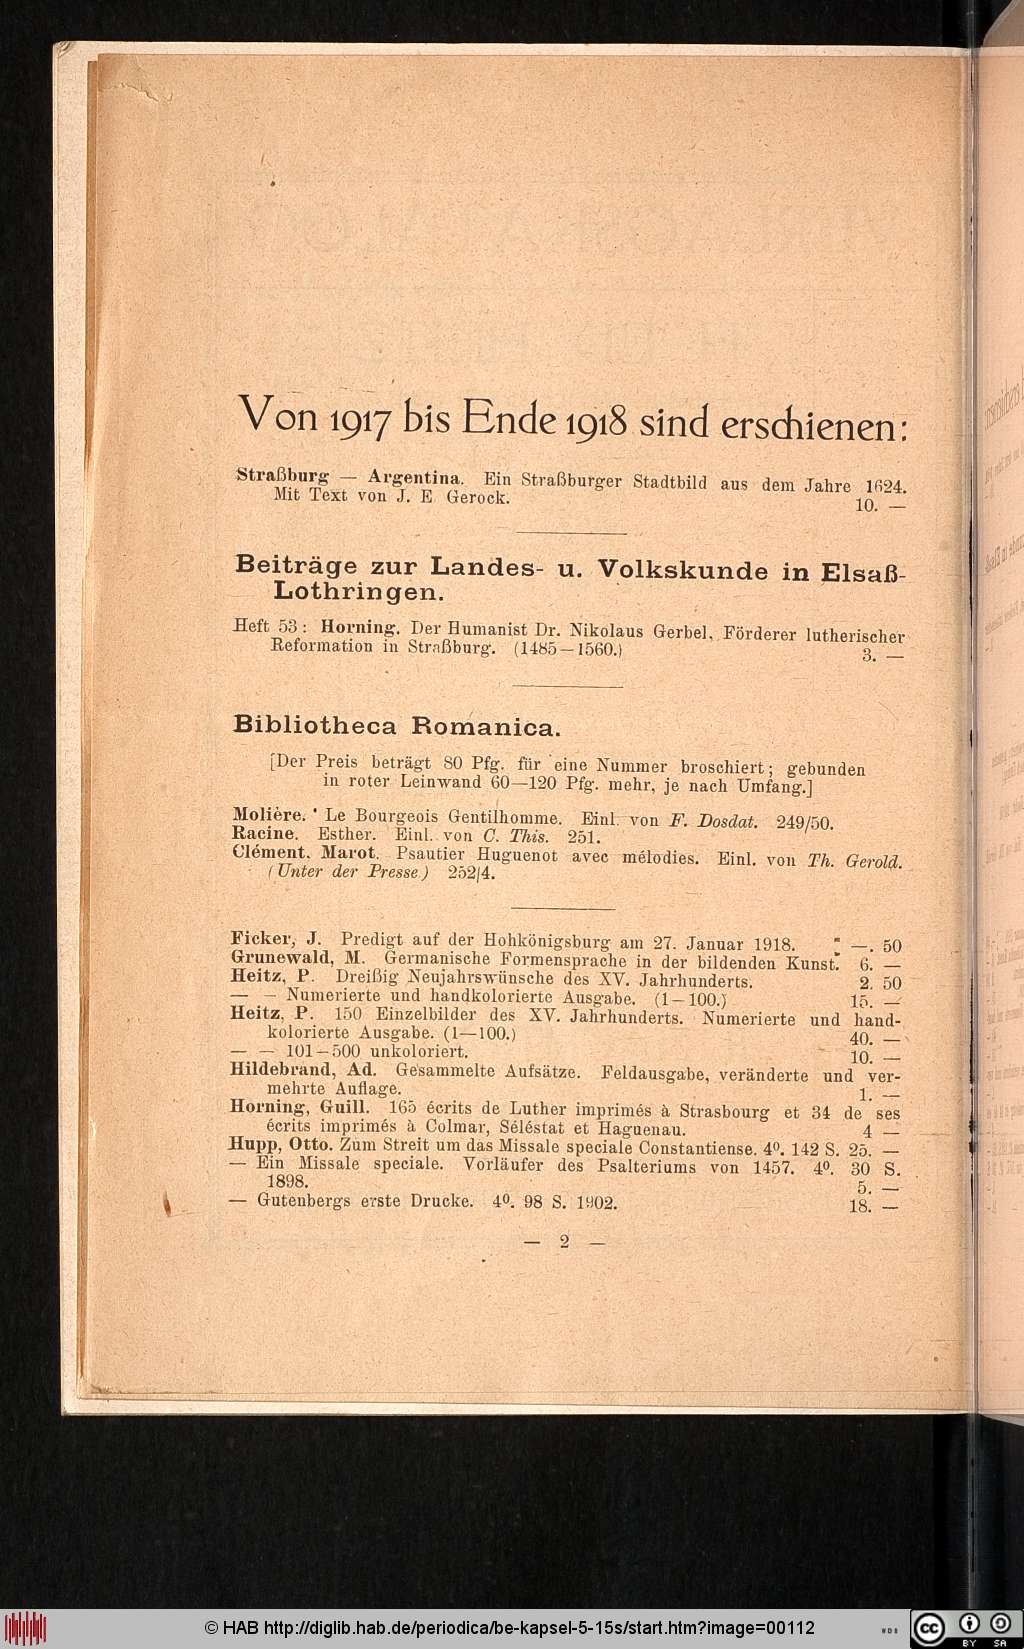 Von 1917 bis Ende 1918 sind erschienen:
Straßburg — Argentina. Ein Straßburger Stadtbild aus dem Jahre 1624.
Mit Text von J. E Gerock. 10. —
Beiträge zur Landes- u. Volkskunde in Elsaß-
Lothringen.
Heft 53: Horning. Der Humanist Dr. Nikolaus Gerbel, Förderer lutherischer
Reformation in Straßburg. (1485—1560.) 3. —
Bibliotheca Romanica.
[Der Preis beträgt 80 Pfg. für eine Nummer broschiert; gebunden
in roter Leinwand 60—120 Pfg. mehr, je nach Umfang.]
Molière. Le Bourgeois Gentilhomme. Einl. von F. Dosdat. 249/50.
Racine. Esther. Einl. von C. This. 251.
Clément. Marot. Psautier Huguenot avec mélodies. Einl. von Th. Gerold.
(Unter der Presse) 252/4.
Ficker, J. Predigt auf der Hohkönigsburg am 27. Januar 1918. —. 50
Grunewald, M. Germanische Formensprache in der bildenden Kunst. 6. —
Heitz, P. Dreißig Neujahrswünsche des XV. Jahrhunderts. 2. 50
— — Numerierte und handkolorierte Ausgabe. (1—100.) 15. —
Heitz, P. 150 Einzelbilder des XV. Jahrhunderts. Numerierte und hand-
kolorierte Ausgabe. (1—100.) 40. —
— — 101—500 unkoloriert. 10. —
Hildebrand, Ad. Gesammelte Aufsätze. Feldausgabe, veränderte und ver-
mehrte Auflage. 1. —
Horning, Guill. 165 écrits de Luther imprimés à Strasbourg et 34 de ses
écrits imprimés à Colmar, Séléstat et Haguenau. 4 —
Hupp, Otto. Zum Streit um das Missale speciale Constantiense. 4⁰. 142 S. 25. —
— Ein Missale speciale. Vorläufer des Psalteriums von 1457. 4⁰. 30 S.
1898. 5. —
— Gutenbergs erste Drucke. 4⁰. 98 S. 1902. 18. —
— 2 —
© HAB http://diglib.hab.de/periodica/be-kapsel-5-15s/start.htm?image=00112
WDB
cc BY SA